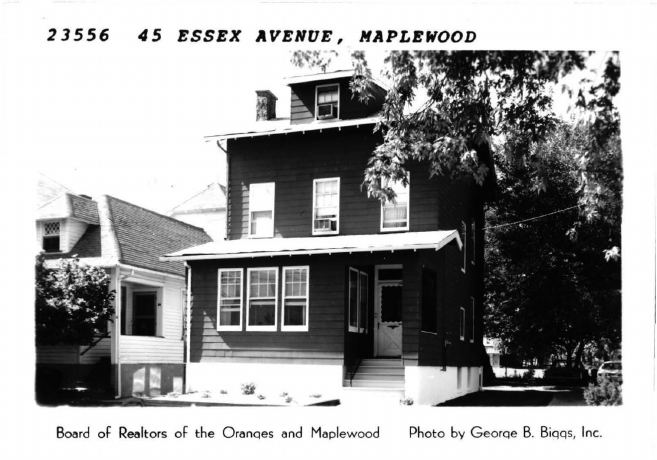 23556 45 ESSEX AVENUE, MAPLEWOOD
Board of Realtors of the Oranges and Maplewood Photo by George B. Biggs, Inc.